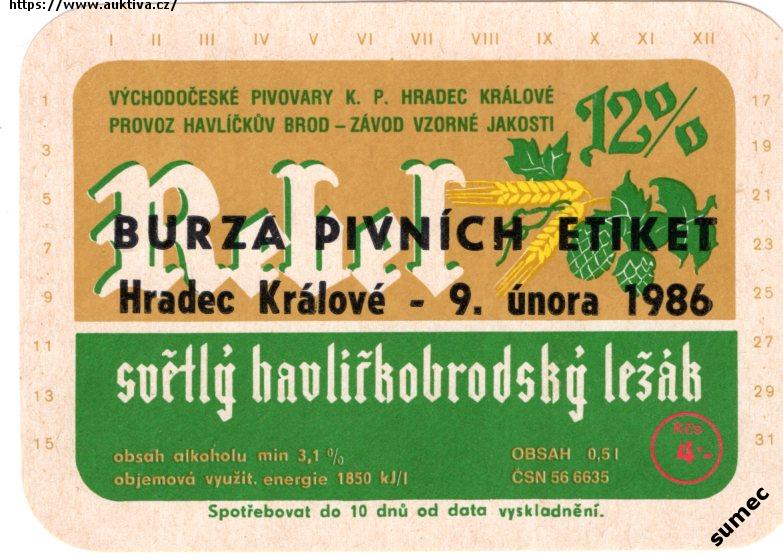 https://www.auktiva.cz/
I II III IV V VI VII VIII IX X XI XII
VÝCHODOČESKÉ PIVOVARY K. P. HRADEC KRÁLOVÉ
PROVOZ HAVLÍČKŮV BROD – ZÁVOD VZORNÉ JAKOSTI
12%
Rebel
BURZA PIVNÍCH ETIKET
Hradec Králové - 9. února 1986
světlý havlíčkobrodský ležák
obsah alkoholu min 3,1 %
objemová využit. energie 1850 kJ/l
OBSAH 0,5 l
ČSN 56 6635
Kčs
4.-
1
3
5
7
9
11
13
15
17
19
21
23
25
27
29
31
Spotřebovat do 10 dnů od data vyskladnění.
sumec